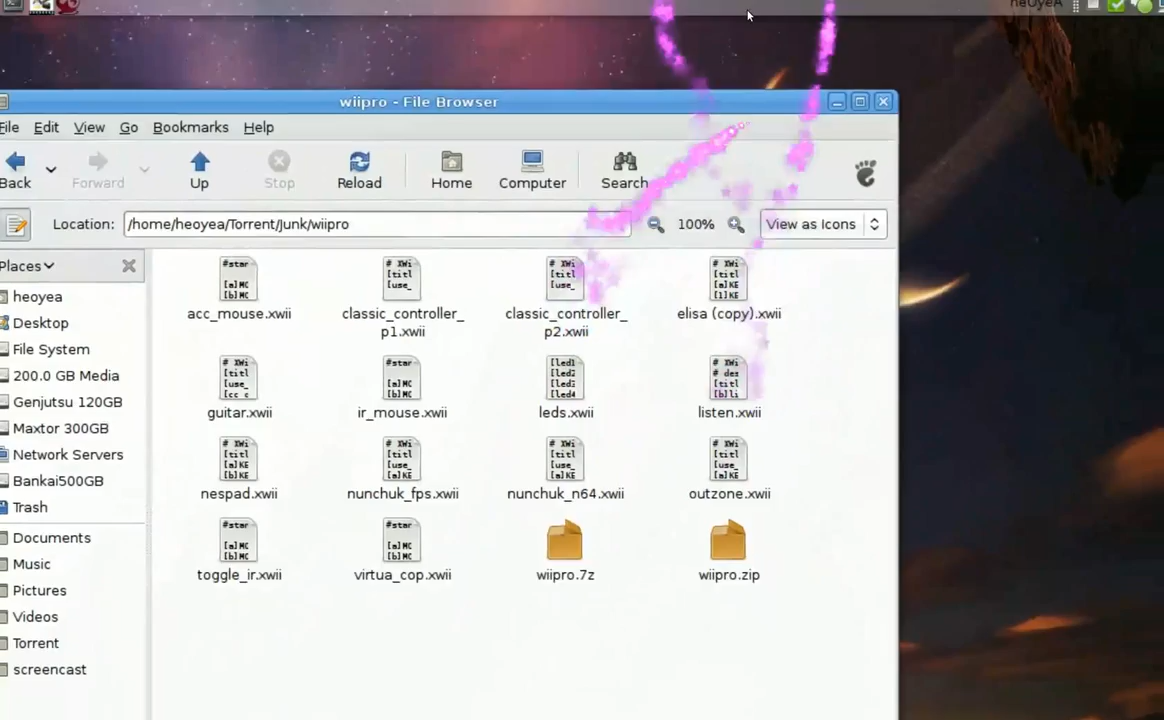 heOyeA
wiipro - File Browser
File Edit View Go Bookmarks Help
Back Forward Up Stop Reload Home Computer Search
Location: /home/heoyea/Torrent/Junk/wiipro 100% View as Icons
Places
heoyea
Desktop
File System
200.0 GB Media
Genjutsu 120GB
Maxtor 300GB
Network Servers
Bankai500GB
Trash
Documents
Music
Pictures
Videos
Torrent
screencast
acc_mouse.xwii
classic_controller_
p1.xwii
classic_controller_
p2.xwii
elisa (copy).xwii
guitar.xwii
ir_mouse.xwii
leds.xwii
listen.xwii
nespad.xwii
nunchuk_fps.xwii
nunchuk_n64.xwii
outzone.xwii
toggle_ir.xwii
virtua_cop.xwii
wiipro.7z
wiipro.zip